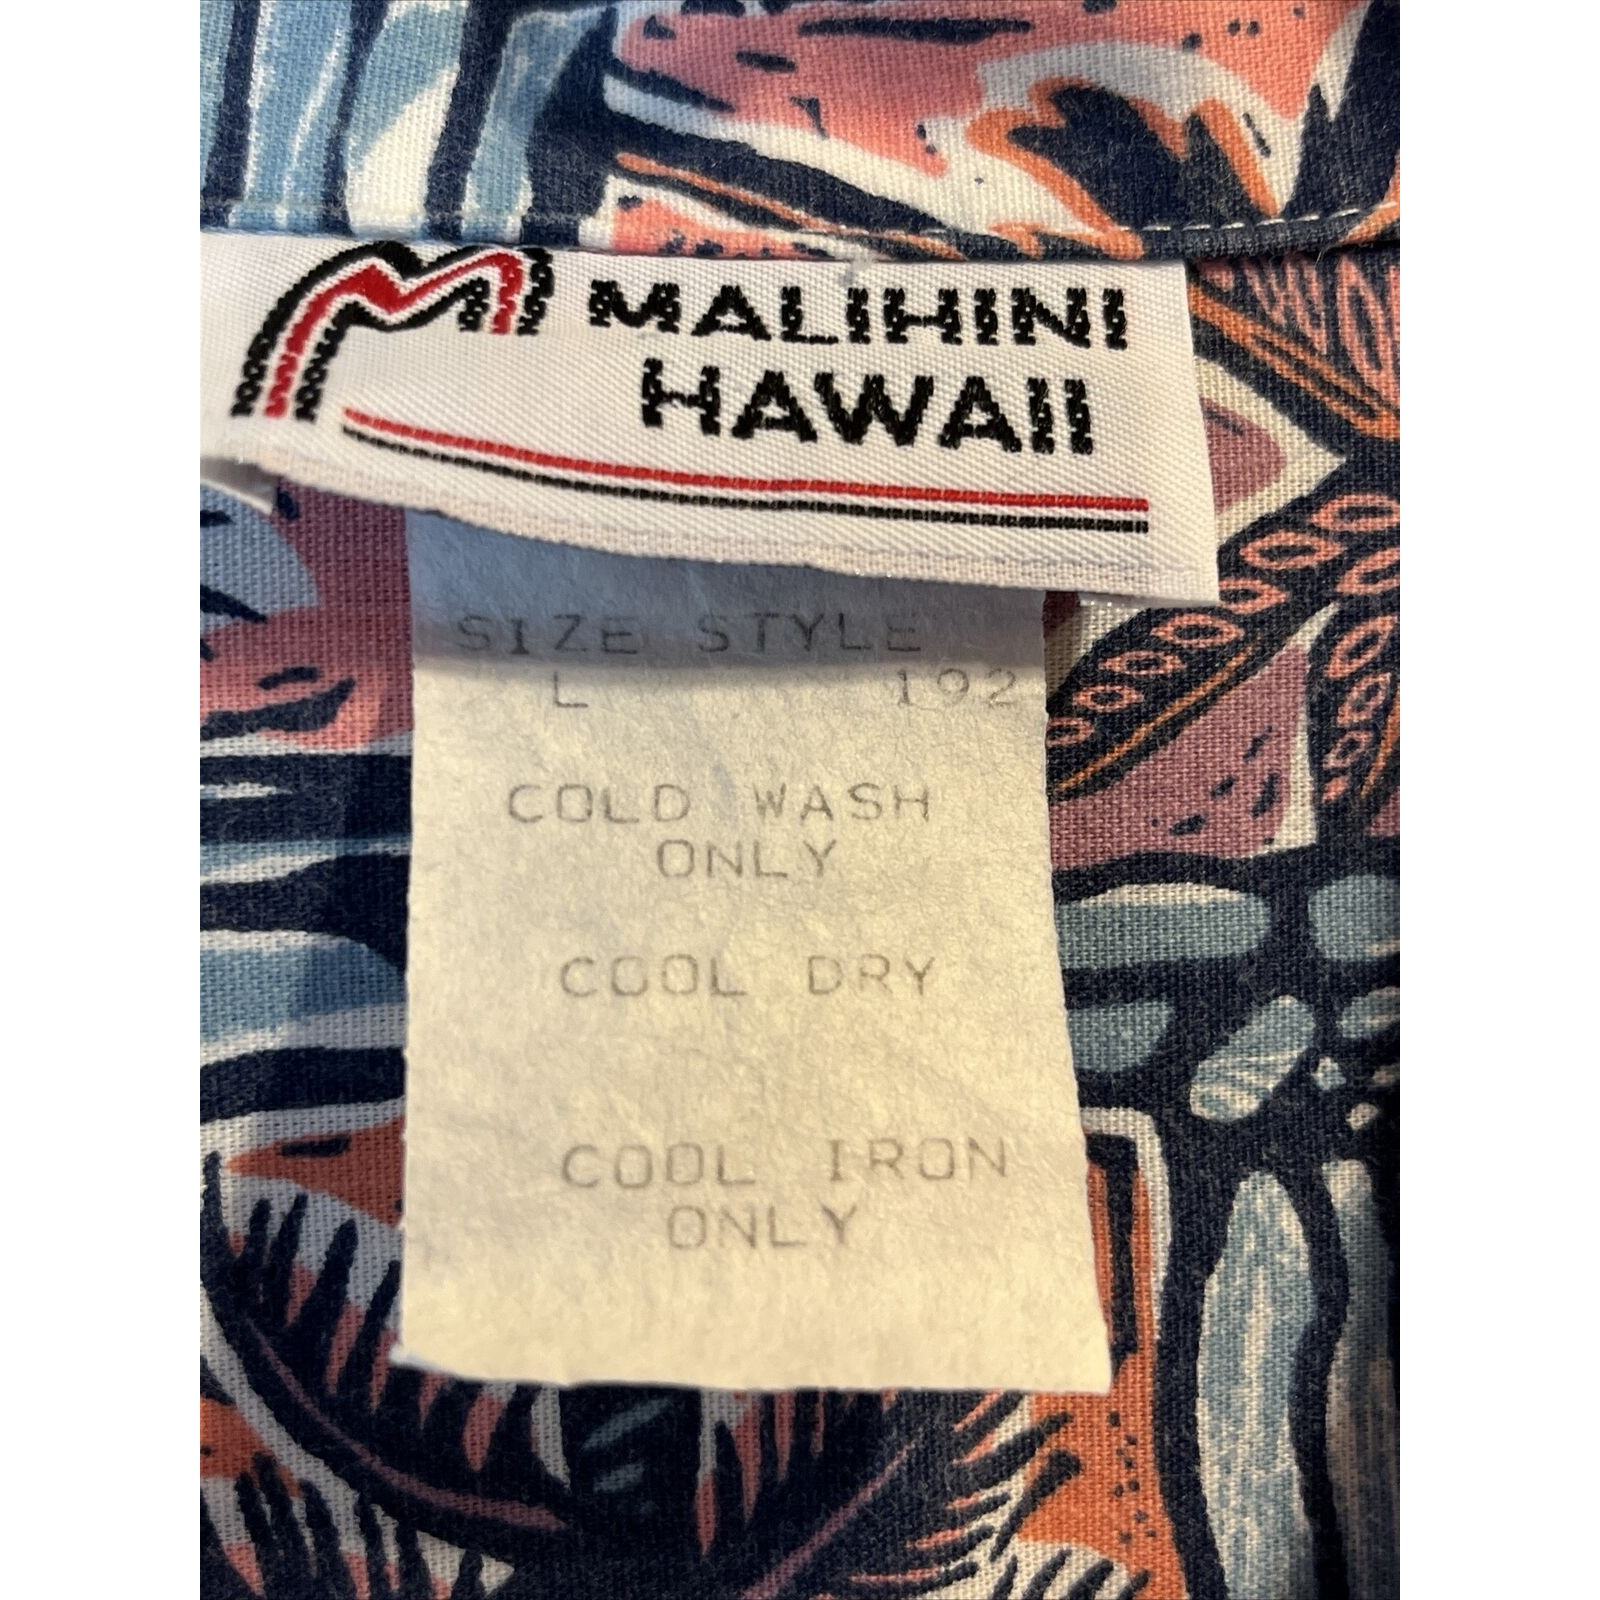 MALIHINI
HAWAII
SIZE STYLE
L 192
COLD WASH
ONLY
COOL DRY
COOL IRON
ONLY